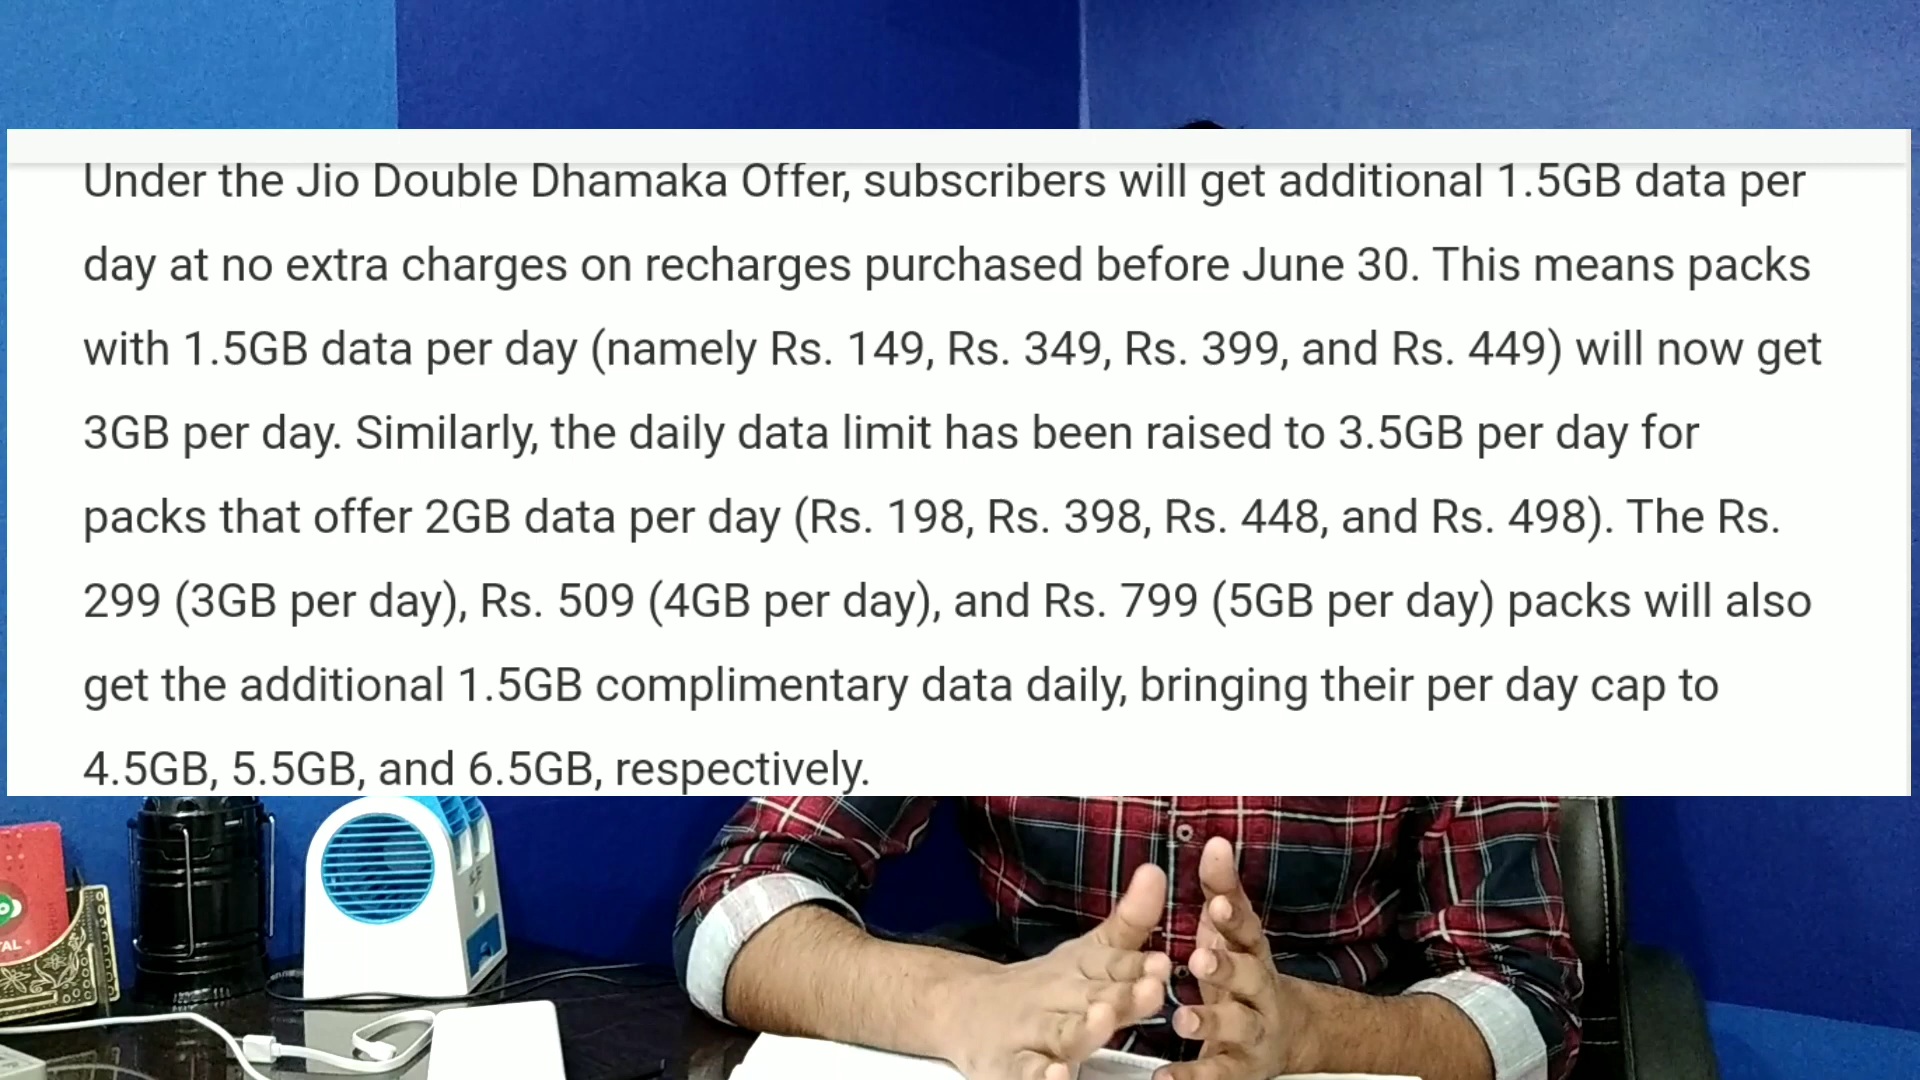 Under the Jio Double Dhamaka Offer, subscribers will get additional 1.5GB data per
day at no extra charges on recharges purchased before June 30. This means packs
with 1.5GB data per day (namely Rs. 149, Rs. 349, Rs. 399, and Rs. 449) will now get
3GB per day. Similarly, the daily data limit has been raised to 3.5GB per day for
packs that offer 2GB data per day (Rs. 198, Rs. 398, Rs. 448, and Rs. 498). The Rs.
299 (3GB per day), Rs. 509 (4GB per day), and Rs. 799 (5GB per day) packs will also
get the additional 1.5GB complimentary data daily, bringing their per day cap to
4.5GB, 5.5GB, and 6.5GB, respectively.